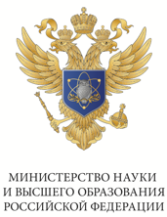 МИНИСТЕРСТВО НАУКИ
И ВЫСШЕГО ОБРАЗОВАНИЯ
РОССИЙСКОЙ ФЕДЕРАЦИИ